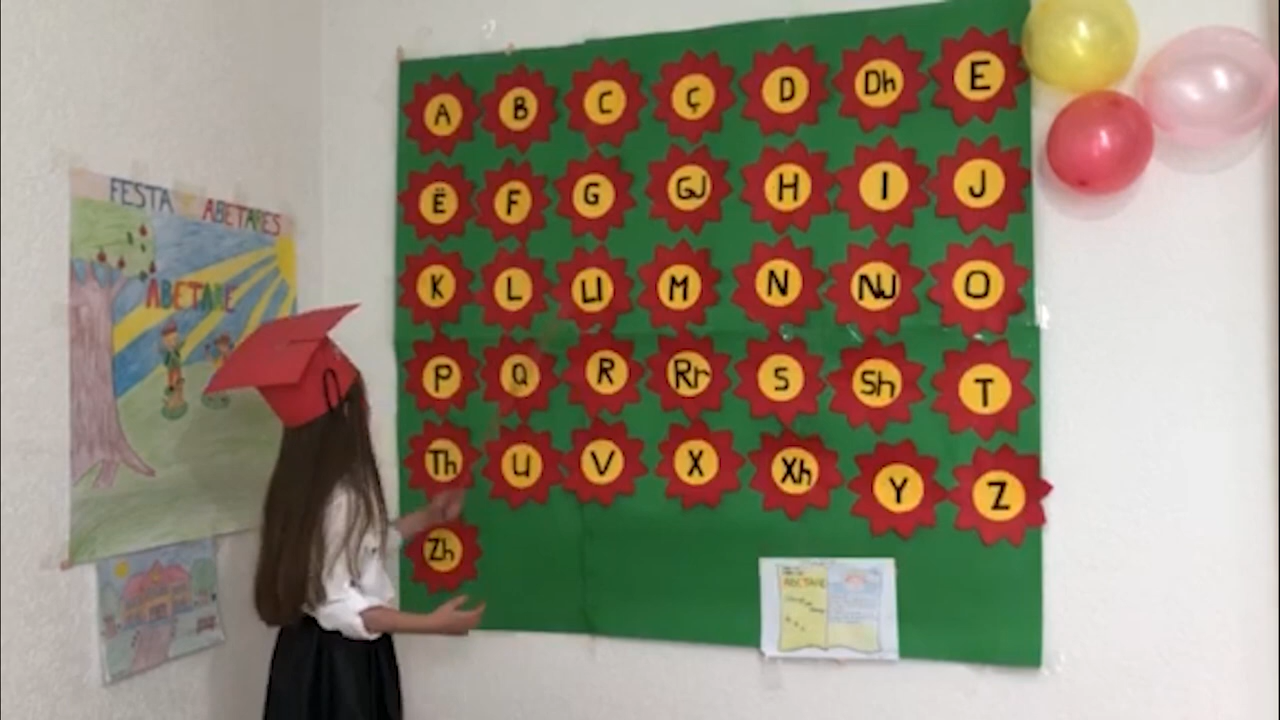 FESTA ABETARES
ABETARE
A B C Ç D Dh E
Ë F G GJ H I J
K L Ll M N NJ O
P Q R Rr S Sh T
Th U V X Xh Y Z
Zh
ABETARE